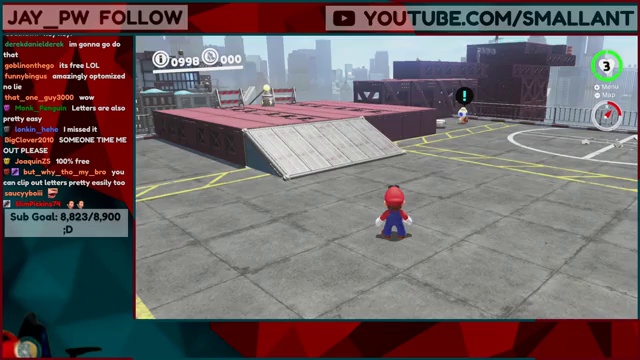 JAY_PW FOLLOW
YOUTUBE.COM/SMALLANT
derekdanielderek im gonna go do
that
goblinonthego its free LOL
funnybingus amazingly optomized
no lie
that_one_guy3000 wow
Monk_Penguin Letters are also
pretty easy
lonkin_hehe I missed it
BigClover2010 SOMEONE TIME ME
OUT PLEASE
JoaquinZ5 100% free
but_why_tho_my_bro you
can clip out letters pretty easily too
saucyyboiii
Sub Goal: 8,823/8,900
;D
0998
000
3
Menu
Map